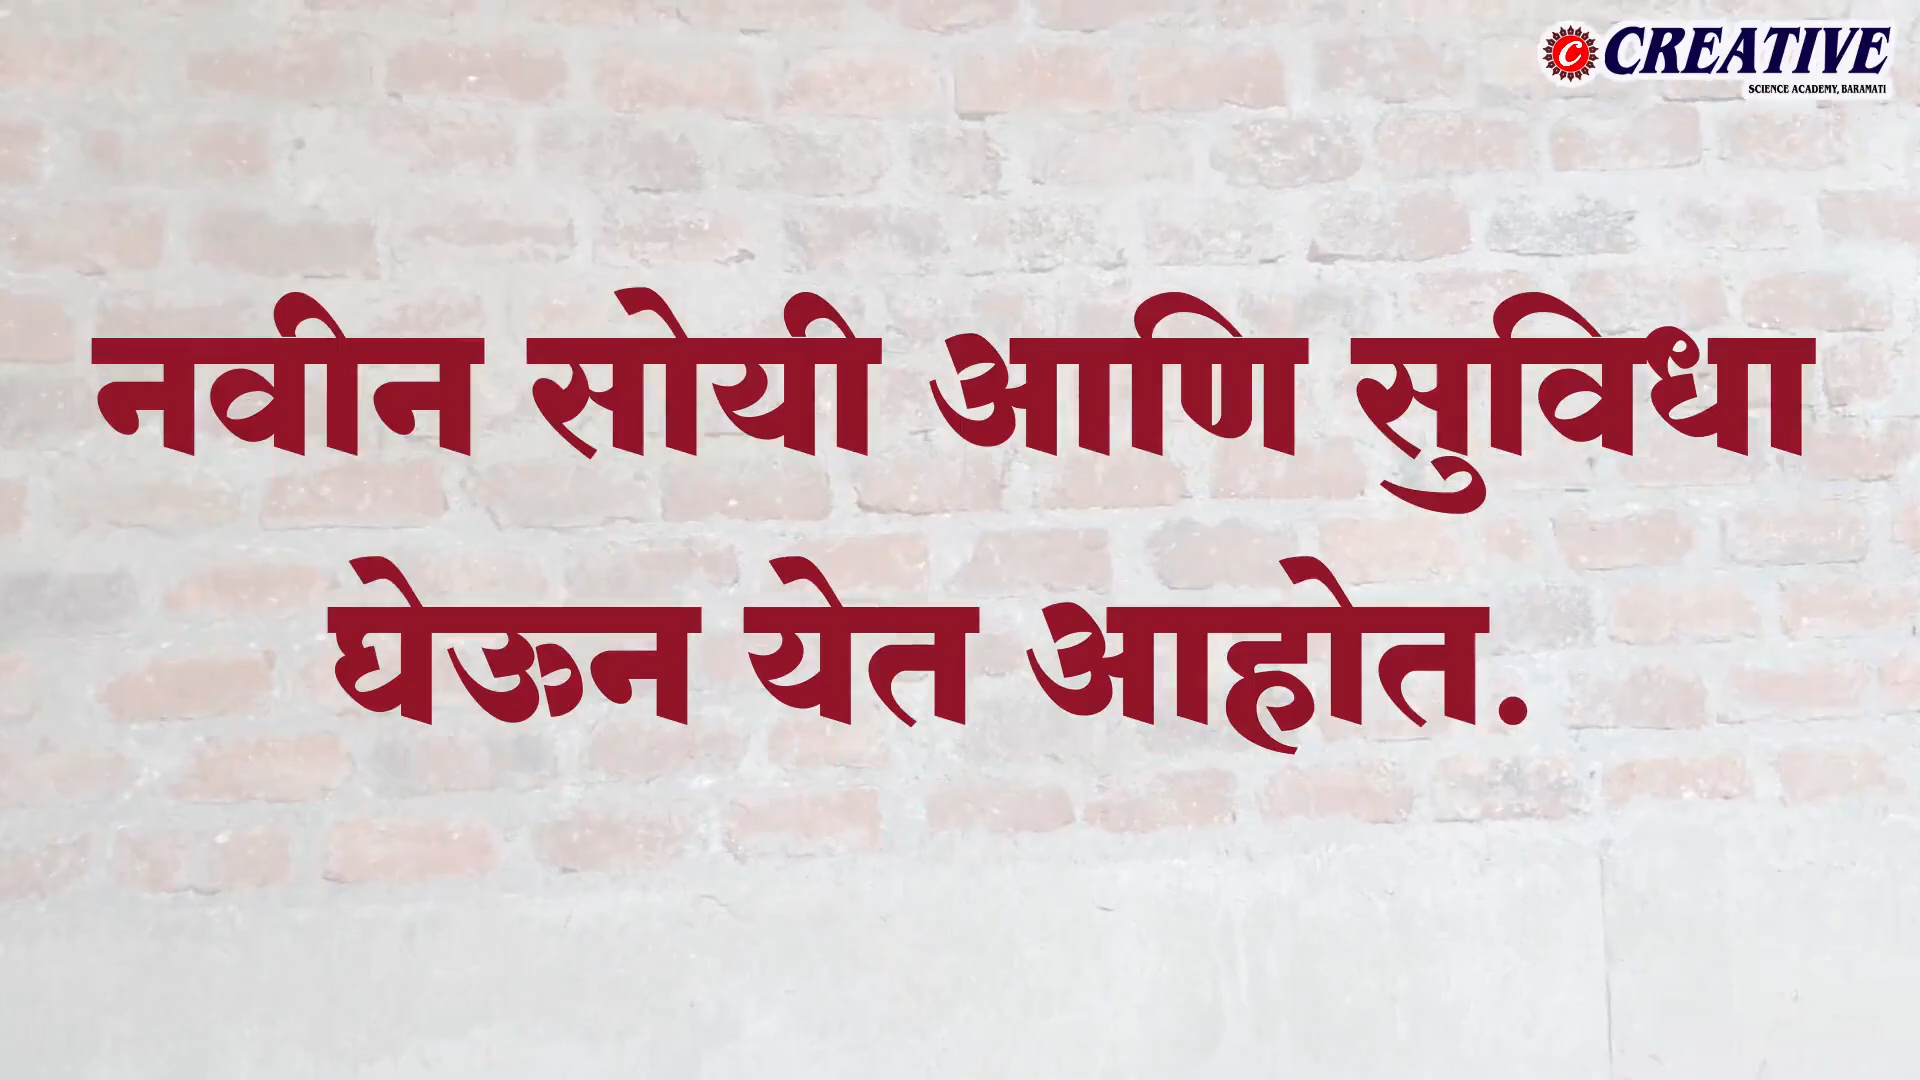 CREATIVE
SCIENCE ACADEMY, BARAMATI
नवीन सोयी आणि सुविधा
घेऊन येत आहोत.